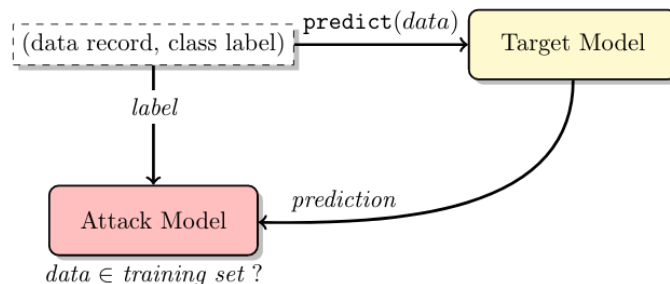 (data record, class label)
predict(data)
Target Model
label
prediction
Attack Model
data ∈ training set ?